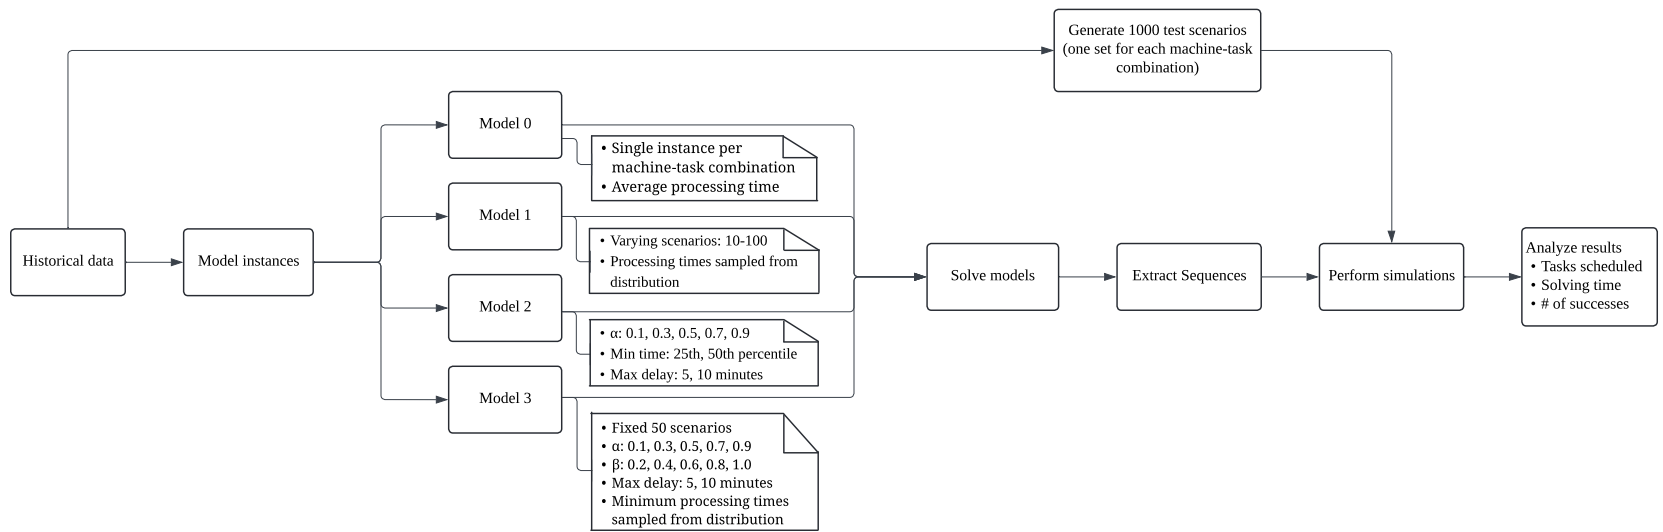 Generate 1000 test scenarios
(one set for each machine-task
combination)
Historical data
Model instances
Model 0
• Single instance per
machine-task combination
• Average processing time
Model 1
• Varying scenarios: 10-100
• Processing times sampled from
distribution
Model 2
• α: 0.1, 0.3, 0.5, 0.7, 0.9
• Min time: 25th, 50th percentile
• Max delay: 5, 10 minutes
Model 3
• Fixed 50 scenarios
• α: 0.1, 0.3, 0.5, 0.7, 0.9
• β: 0.2, 0.4, 0.6, 0.8, 1.0
• Max delay: 5, 10 minutes
• Minimum processing times
sampled from distribution
Solve models
Extract Sequences
Perform simulations
Analyze results
• Tasks scheduled
• Solving time
• # of successes